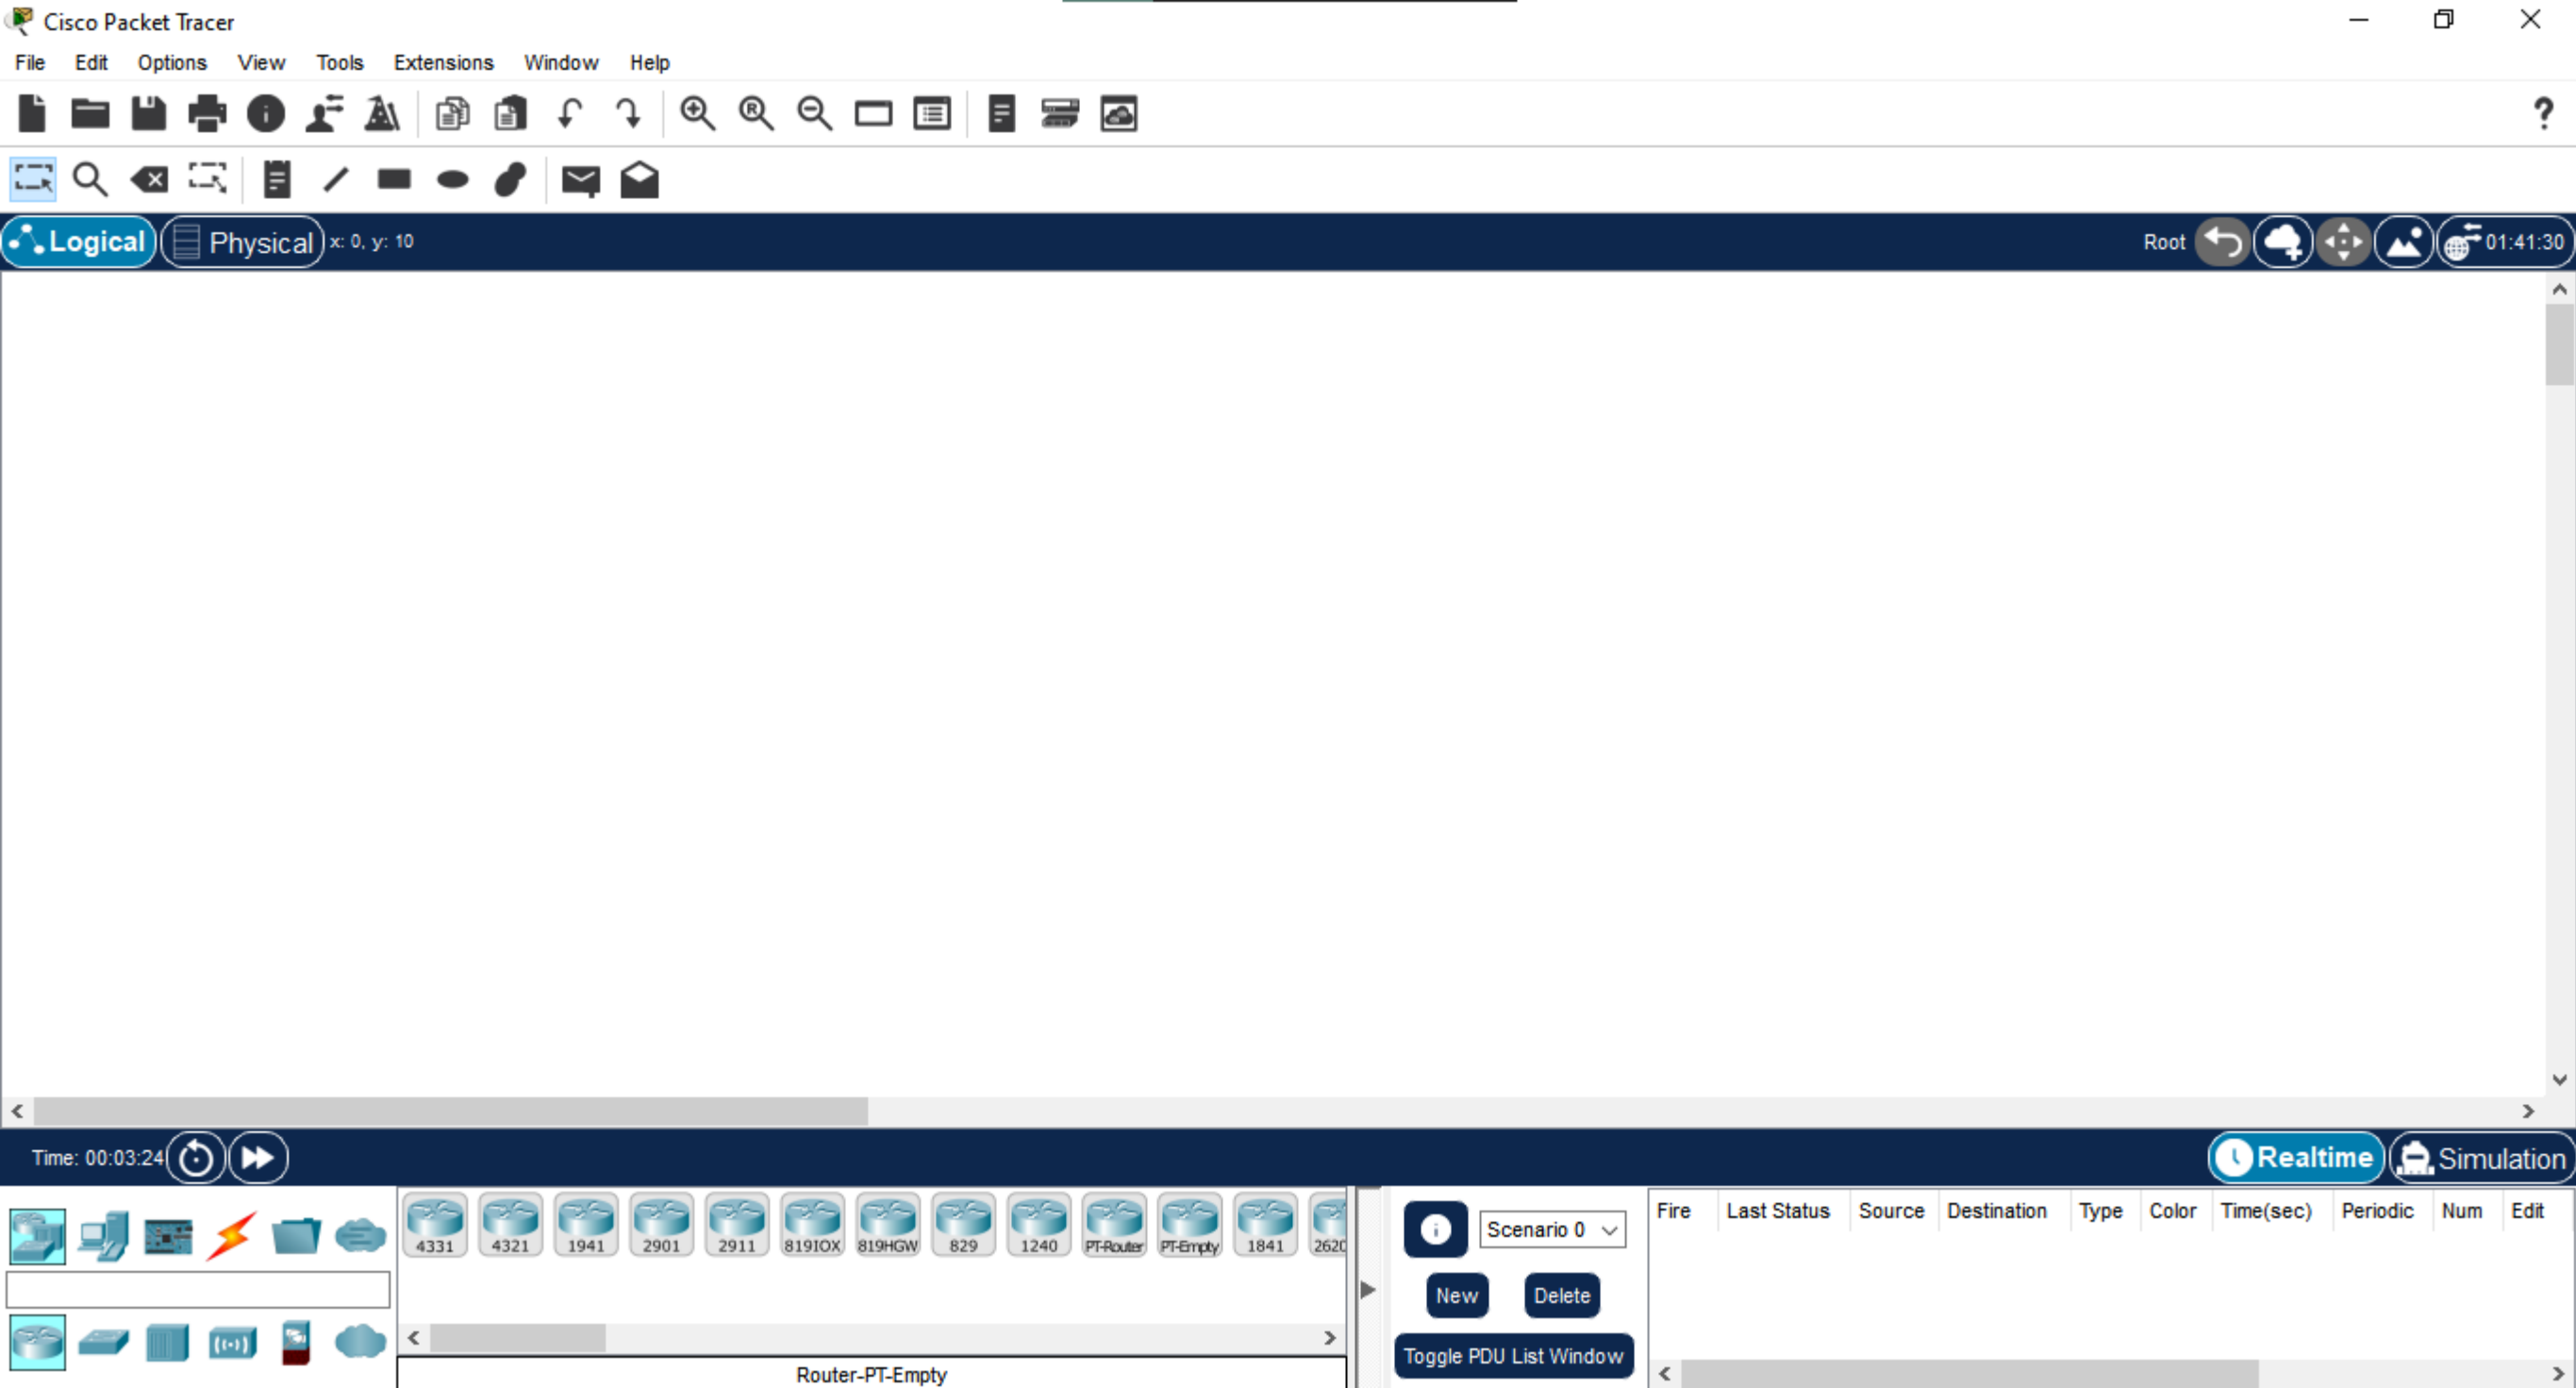 Cisco Packet Tracer
File Edit Options View Tools Extensions Window Help
Logical Physical x: 0, y: 10 Root 01:41:30
Time: 00:03:24 Realtime Simulation
4331 4321 1941 2901 2911 819IOX 819HGW 829 1240 PT-Router PT-Empty 1841 2620
Router-PT-Empty
Scenario 0
New Delete
Toggle PDU List Window
Fire Last Status Source Destination Type Color Time(sec) Periodic Num Edit